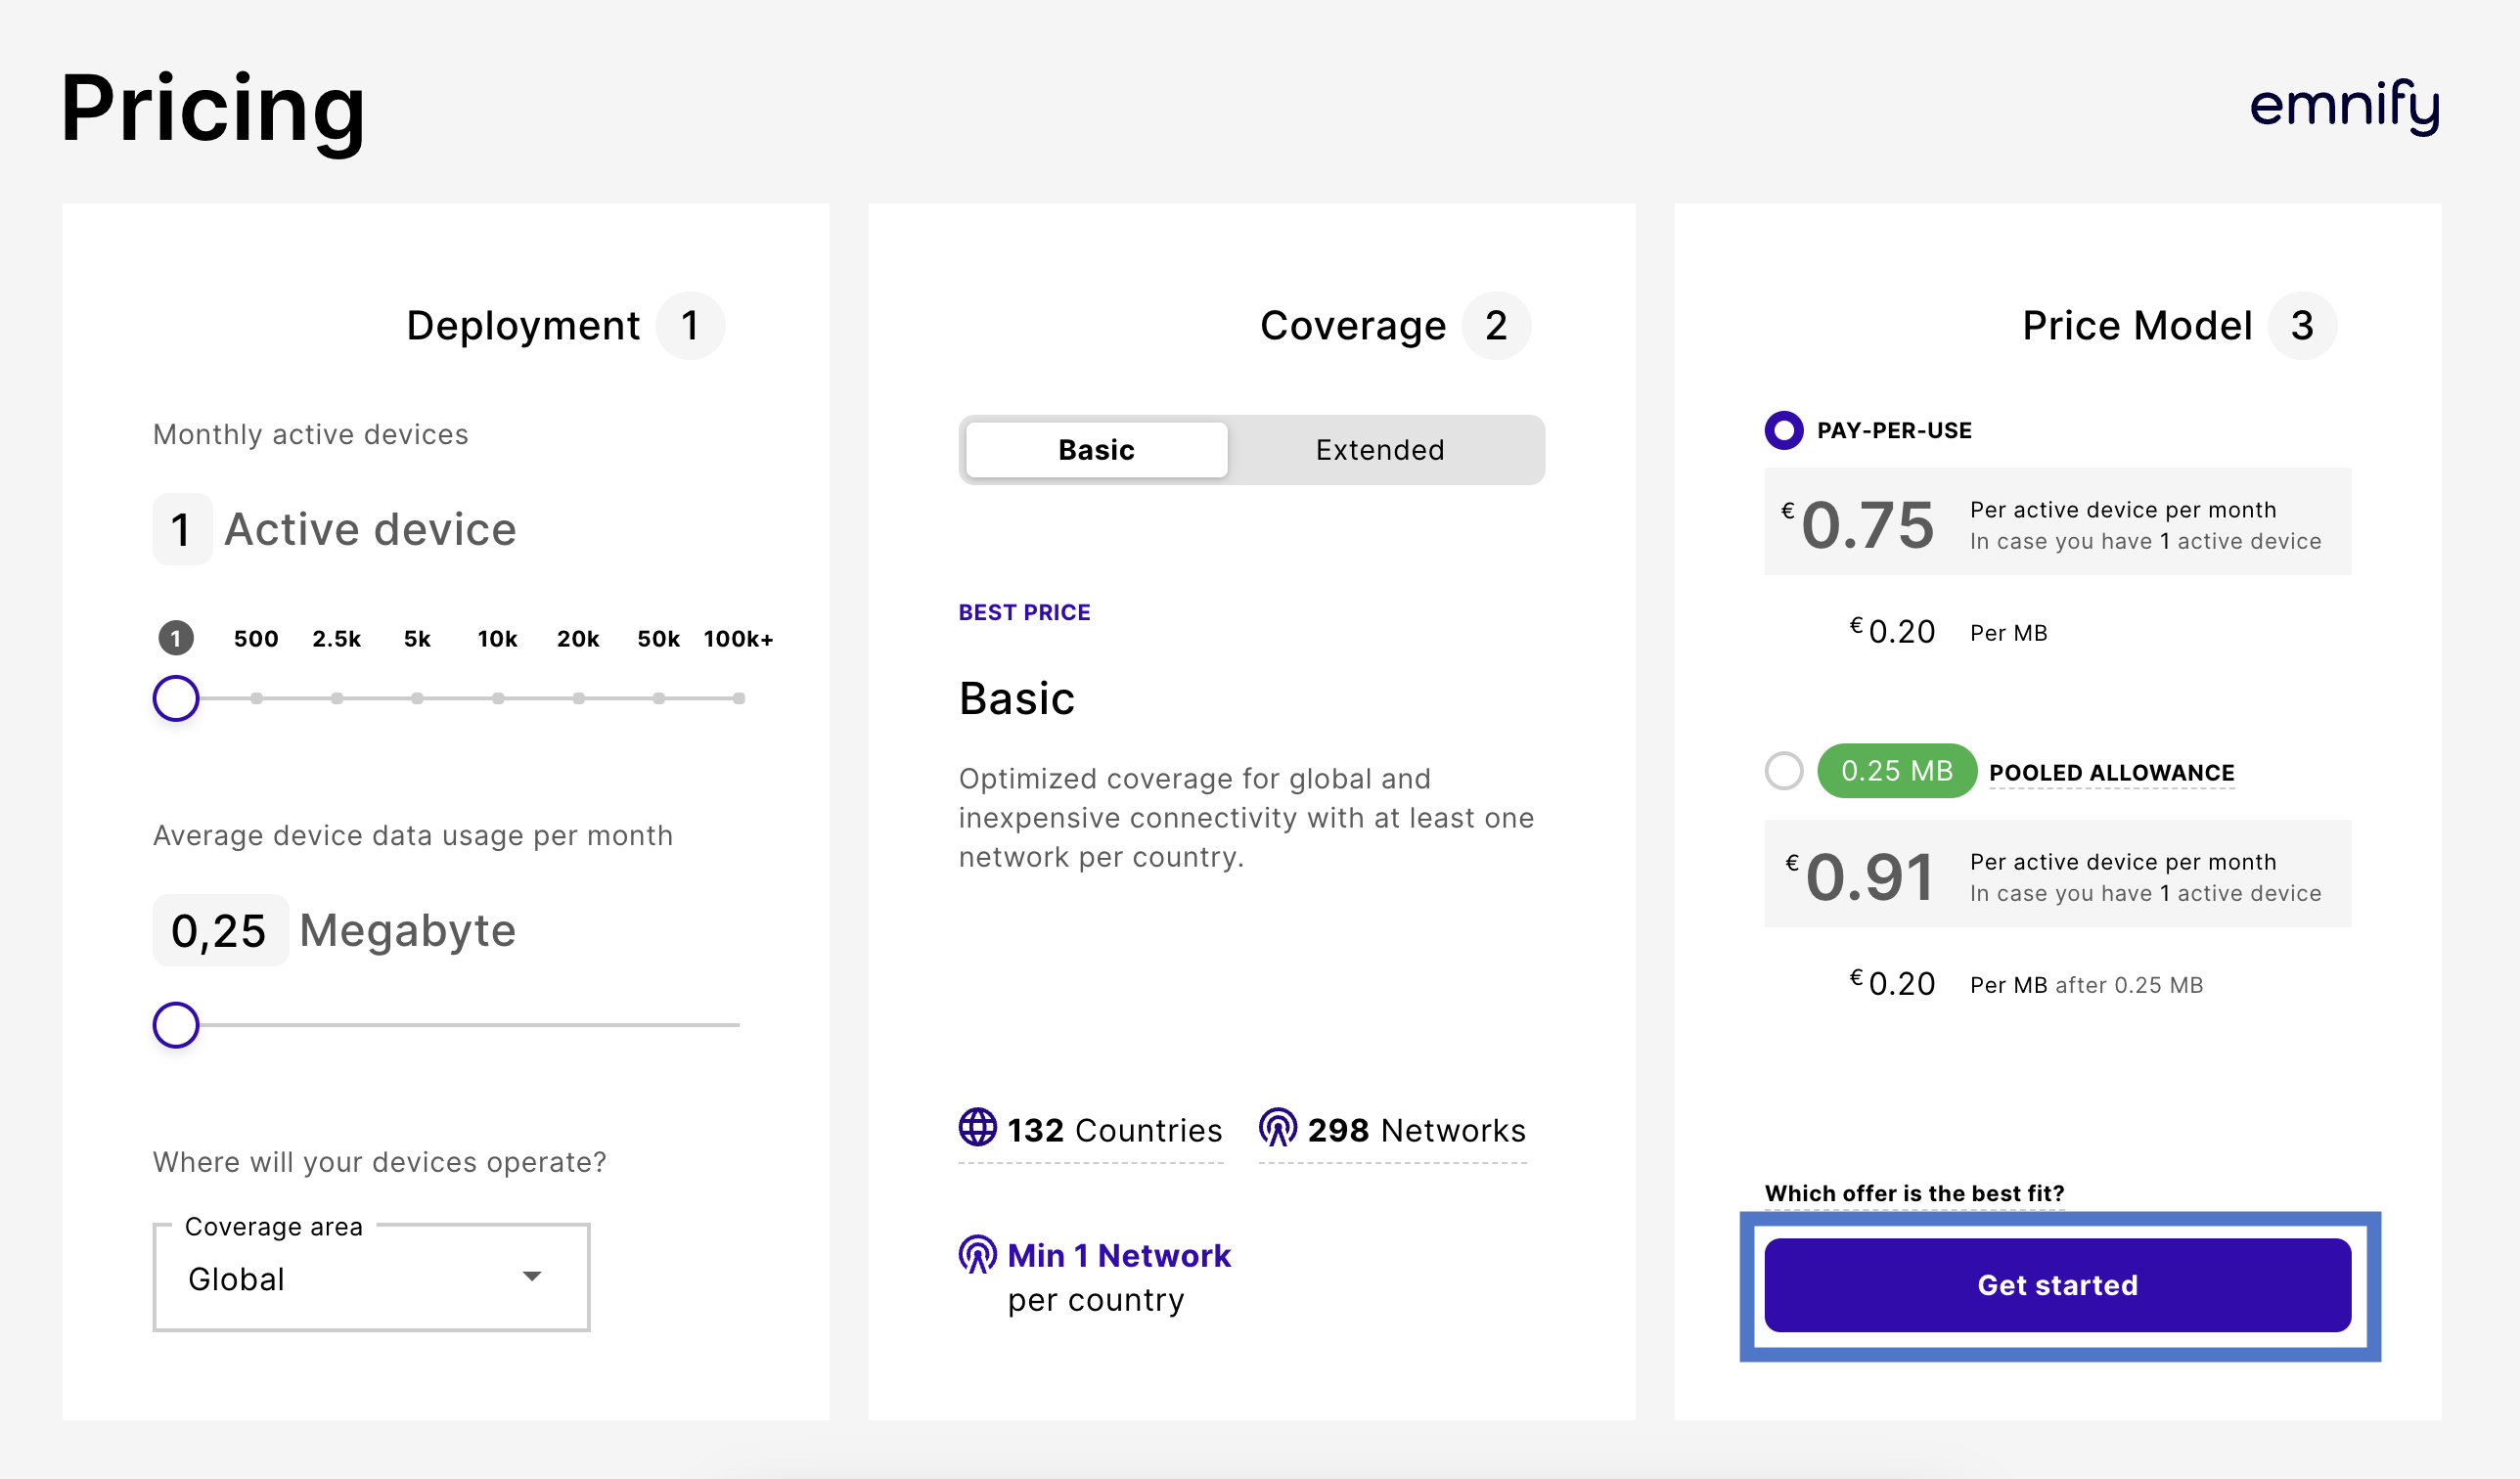 Pricing
emnify
Deployment 1
Monthly active devices
1 Active device
1 500 2.5k 5k 10k 20k 50k 100k+
Average device data usage per month
0,25 Megabyte
Where will your devices operate?
Coverage area
Global
Coverage 2
Basic Extended
BEST PRICE
Basic
Optimized coverage for global and
inexpensive connectivity with at least one
network per country.
132 Countries 298 Networks
Min 1 Network
per country
Price Model 3
PAY-PER-USE
€ 0.75 Per active device per month
In case you have 1 active device
€ 0.20 Per MB
0.25 MB POOLED ALLOWANCE
€ 0.91 Per active device per month
In case you have 1 active device
€ 0.20 Per MB after 0.25 MB
Which offer is the best fit?
Get started